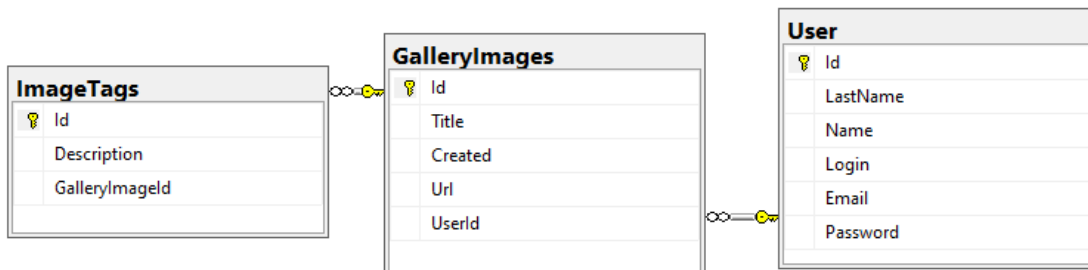 ImageTags
Id
Description
GalleryImageId
GalleryImages
Id
Title
Created
Url
UserId
User
Id
LastName
Name
Login
Email
Password